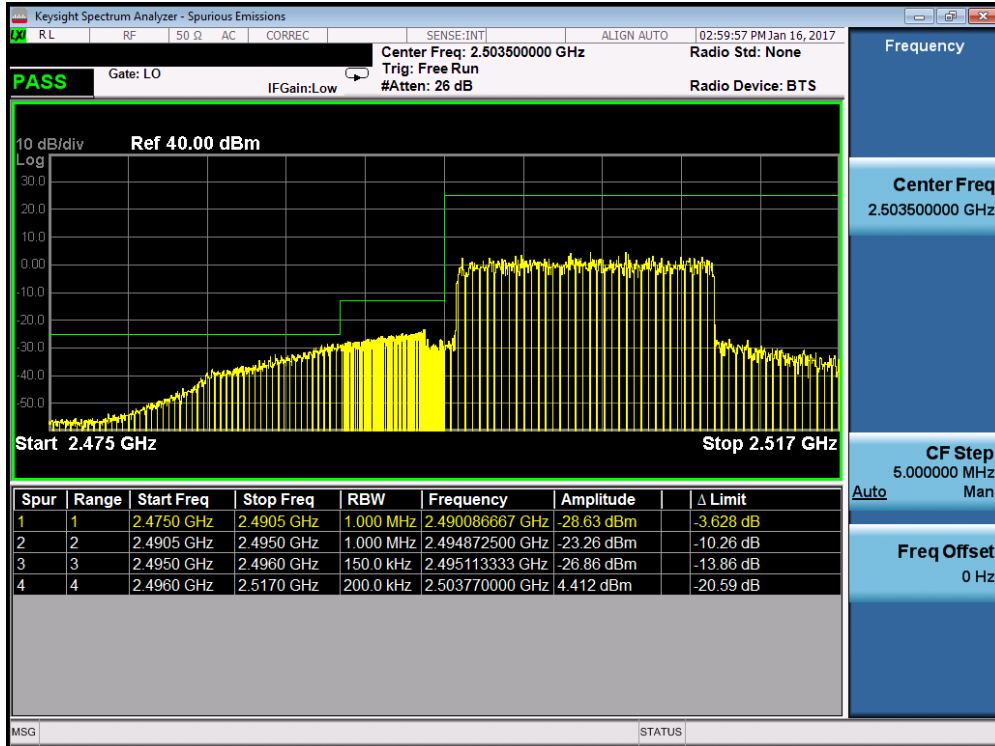 Keysight Spectrum Analyzer - Spurious Emissions
LXI RL RF 50 Ω AC CORREC SENSE:INT ALIGN AUTO 02:59:57 PM Jan 16, 2017
Center Freq: 2.503500000 GHz Radio Std: None
Gate: LO Trig: Free Run
PASS IFGain:Low #Atten: 26 dB Radio Device: BTS
10 dB/div Ref 40.00 dBm
Log
30.0
20.0
10.0
0.00
-10.0
-20.0
-30.0
-40.0
-50.0
Start 2.475 GHz Stop 2.517 GHz
Spur Range Start Freq Stop Freq RBW Frequency Amplitude Δ Limit
1 1 2.4750 GHz 2.4905 GHz 1.000 MHz 2.490086667 GHz -28.63 dBm -3.628 dB
2 2 2.4905 GHz 2.4950 GHz 1.000 MHz 2.494872500 GHz -23.26 dBm -10.26 dB
3 3 2.4950 GHz 2.4960 GHz 150.0 kHz 2.495113333 GHz -26.86 dBm -13.86 dB
4 4 2.4960 GHz 2.5170 GHz 200.0 kHz 2.503770000 GHz 4.412 dBm -20.59 dB
MSG STATUS
Frequency
Center Freq
2.503500000 GHz
CF Step
5.000000 MHz
Auto Man
Freq Offset
0 Hz